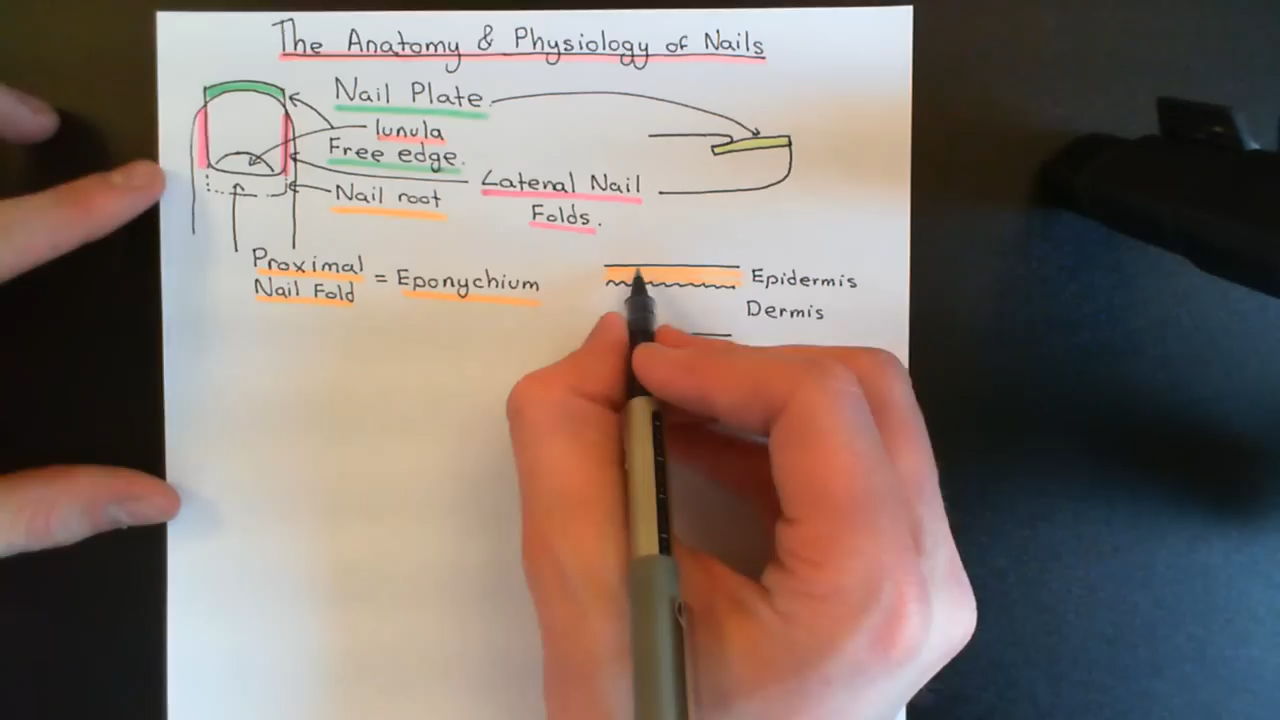 The Anatomy & Physiology of Nails
Nail Plate.
lunula
Free edge.
Latenal Nail
Folds.
Nail root
Proximal
Nail Fold
= Eponychium
Epidermis
Dermis